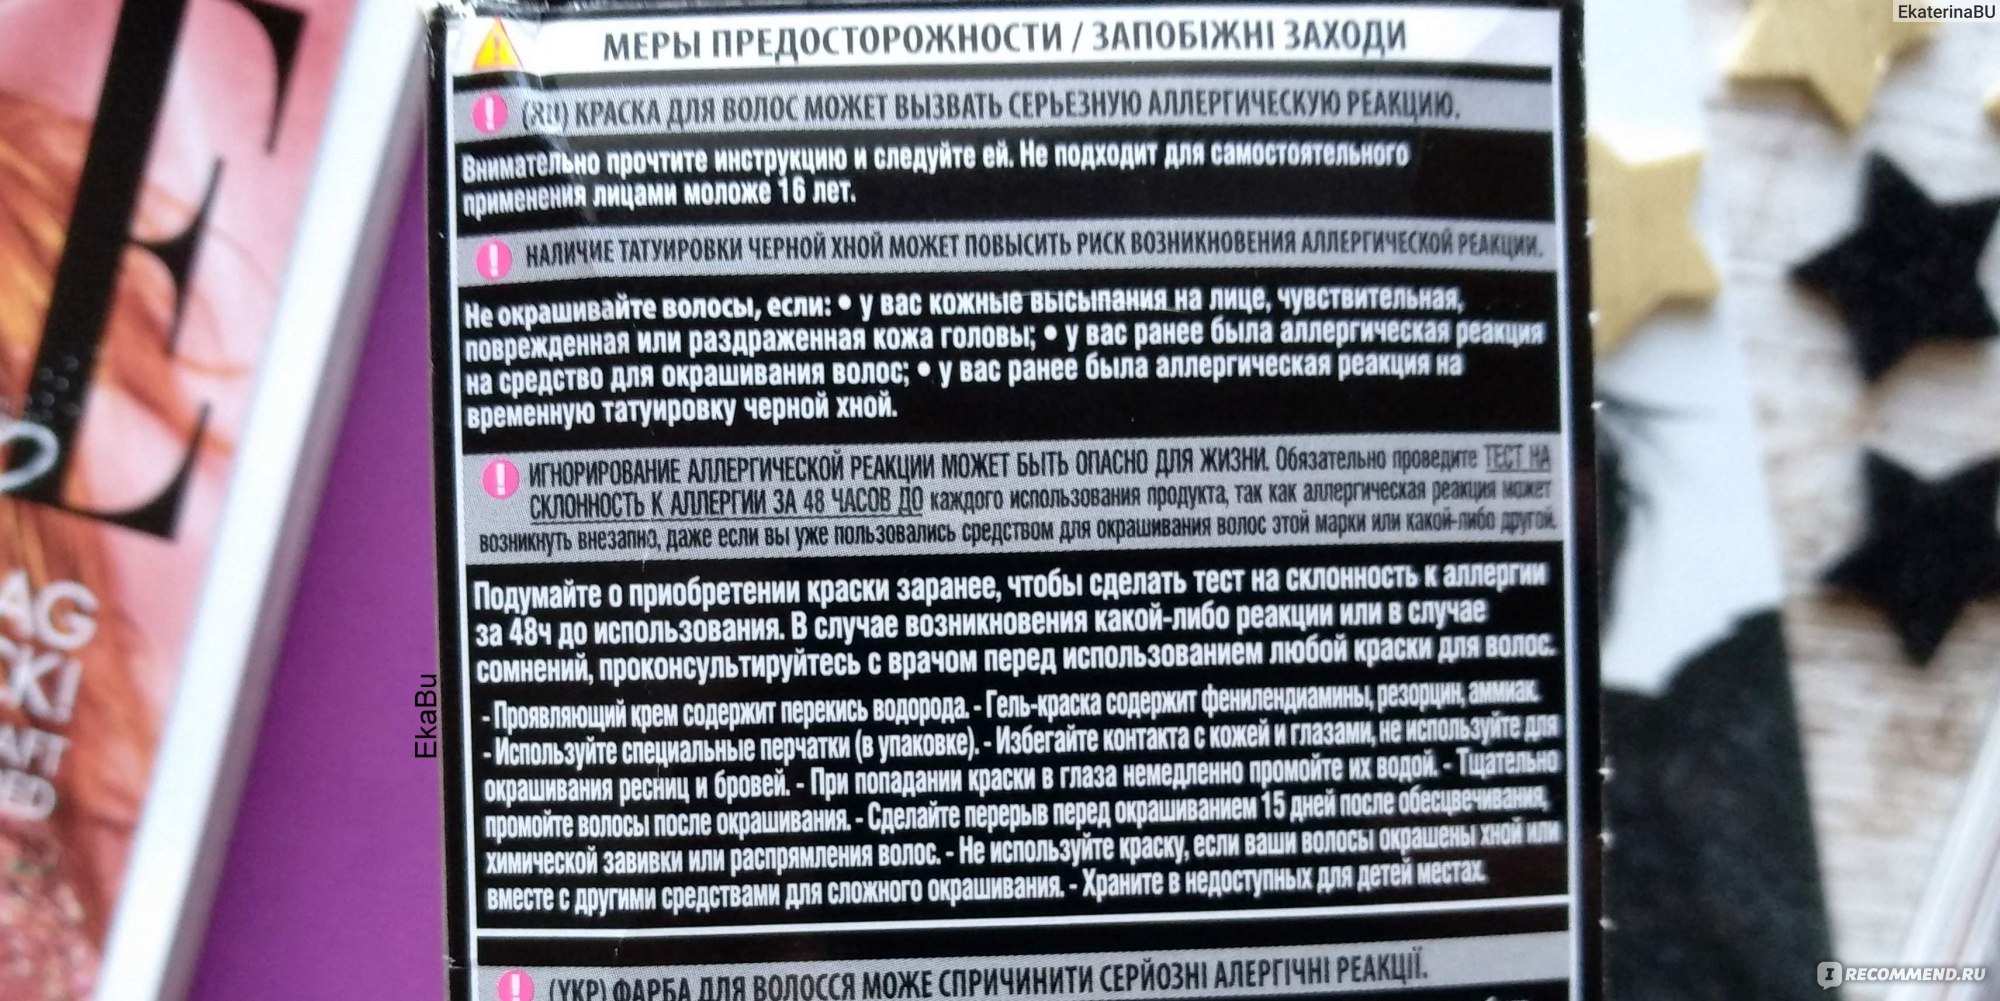 EkaterinaBU
МЕРЫ ПРЕДОСТОРОЖНОСТИ / ЗАПОБІЖНІ ЗАХОДИ
! (RU) КРАСКА ДЛЯ ВОЛОС МОЖЕТ ВЫЗВАТЬ СЕРЬЕЗНУЮ АЛЛЕРГИЧЕСКУЮ РЕАКЦИЮ.
Внимательно прочтите инструкцию и следуйте ей. Не подходит для самостоятельного
применения лицами моложе 16 лет.
! НАЛИЧИЕ ТАТУИРОВКИ ЧЕРНОЙ ХНОЙ МОЖЕТ ПОВЫСИТЬ РИСК ВОЗНИКНОВЕНИЯ АЛЛЕРГИЧЕСКОЙ РЕАКЦИИ.
Не окрашивайте волосы, если: • у вас кожные высыпания на лице, чувствительная,
поврежденная или раздраженная кожа головы; • у вас ранее была аллергическая реакция
на средство для окрашивания волос; • у вас ранее была аллергическая реакция на
временную татуировку черной хной.
! ИГНОРИРОВАНИЕ АЛЛЕРГИЧЕСКОЙ РЕАКЦИИ МОЖЕТ БЫТЬ ОПАСНО ДЛЯ ЖИЗНИ. Обязательно проведите ТЕСТ НА
СКЛОННОСТЬ К АЛЛЕРГИИ ЗА 48 ЧАСОВ ДО каждого использования продукта, так как аллергическая реакция может
возникнуть внезапно, даже если вы уже пользовались средством для окрашивания волос этой марки или какой-либо другой.
Подумайте о приобретении краски заранее, чтобы сделать тест на склонность к аллергии
за 48ч до использования. В случае возникновения какой-либо реакции или в случае
сомнений, проконсультируйтесь с врачом перед использованием любой краски для волос.
- Проявляющий крем содержит перекись водорода. - Гель-краска содержит фенилендиамины, резорцин, аммиак.
- Используйте специальные перчатки (в упаковке). - Избегайте контакта с кожей и глазами, не используйте для
окрашивания ресниц и бровей. - При попадании краски в глаза немедленно промойте их водой. - Тщательно
промойте волосы после окрашивания. - Сделайте перерыв перед окрашиванием 15 дней после обесцвечивания,
химической завивки или распрямления волос. - Не используйте краску, если ваши волосы окрашены хной или
вместе с другими средствами для сложного окрашивания. - Храните в недоступных для детей местах.
! (УКР) ФАРБА ДЛЯ ВОЛОССЯ МОЖЕ СПРИЧИНИТИ СЕРЙОЗНІ АЛЕРГІЧНІ РЕАКЦІЇ.
EkaBu
E
AG
CK!
AFT
ED
IRECOMMEND.RU